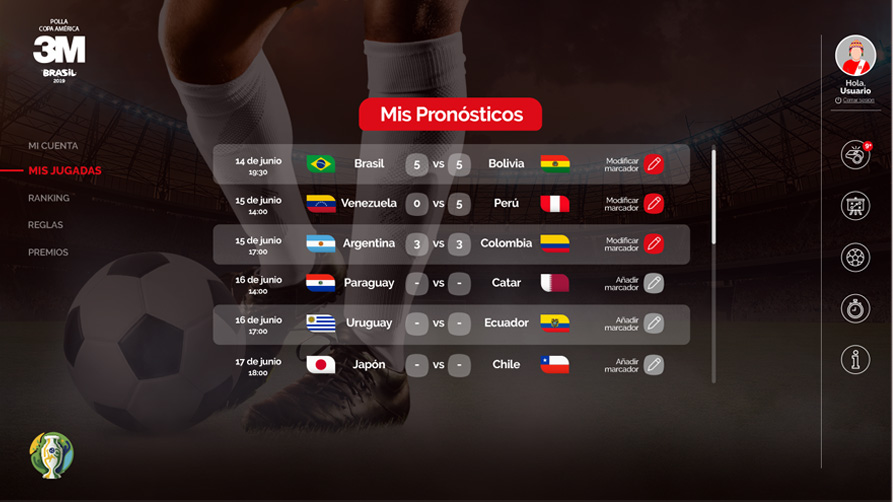 POLLA
COPA AMÉRICA
3M
BRASIL
2019
MI CUENTA
MIS JUGADAS
RANKING
REGLAS
PREMIOS
Mis Pronósticos
14 de junio
19:30
Brasil 5 vs 5 Bolivia
Modificar
marcador
15 de junio
14:00
Venezuela 0 vs 5 Perú
Modificar
marcador
15 de junio
17:00
Argentina 3 vs 3 Colombia
Modificar
marcador
16 de junio
14:00
Paraguay - vs - Catar
Añadir
marcador
16 de junio
17:00
Uruguay - vs - Ecuador
Añadir
marcador
17 de junio
18:00
Japón - vs - Chile
Añadir
marcador
Hola,
Usuario
Cerrar sesión
9+